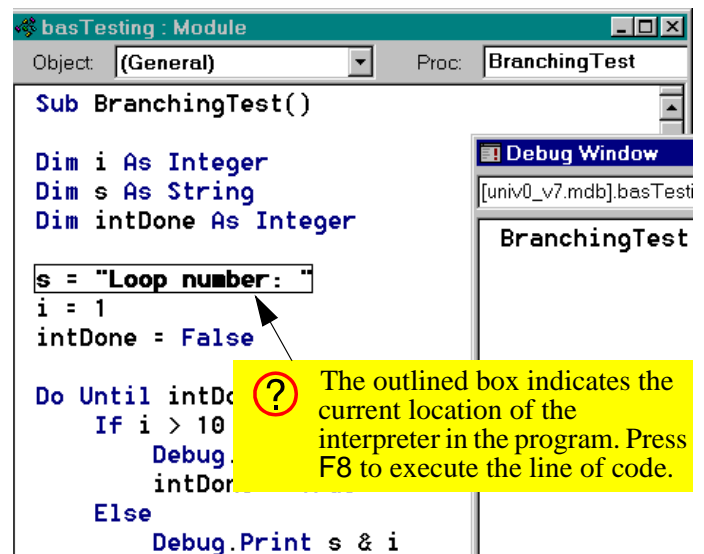 basTesting : Module
Object: (General) Proc: BranchingTest
Sub BranchingTest()
Dim i As Integer
Dim s As String
Dim intDone As Integer
s = "Loop number: "
i = 1
intDone = False
Do Until
If i > 10
Debug.
Else
Debug.Print s & i
Debug Window
[univ0_v7.mdb].basTesti
BranchingTest
? The outlined box indicates the
current location of the
interpreter in the program. Press
F8 to execute the line of code.